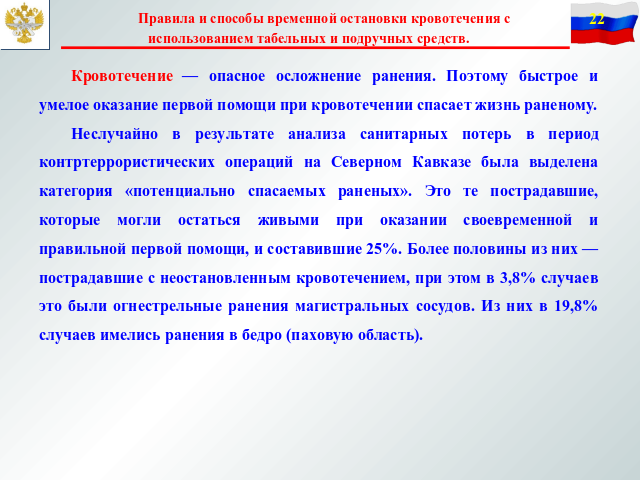 Правила и способы временной остановки кровотечения с
использованием табельных и подручных средств.
22
Кровотечение — опасное осложнение ранения. Поэтому быстрое и
умелое оказание первой помощи при кровотечении спасает жизнь раненому.
Неслучайно в результате анализа санитарных потерь в период
контртеррористических операций на Северном Кавказе была выделена
категория «потенциально спасаемых раненых». Это те пострадавшие,
которые могли остаться живыми при оказании своевременной и
правильной первой помощи, и составившие 25%. Более половины из них —
пострадавшие с неостановленным кровотечением, при этом в 3,8% случаев
это были огнестрельные ранения магистральных сосудов. Из них в 19,8%
случаев имелись ранения в бедро (паховую область).